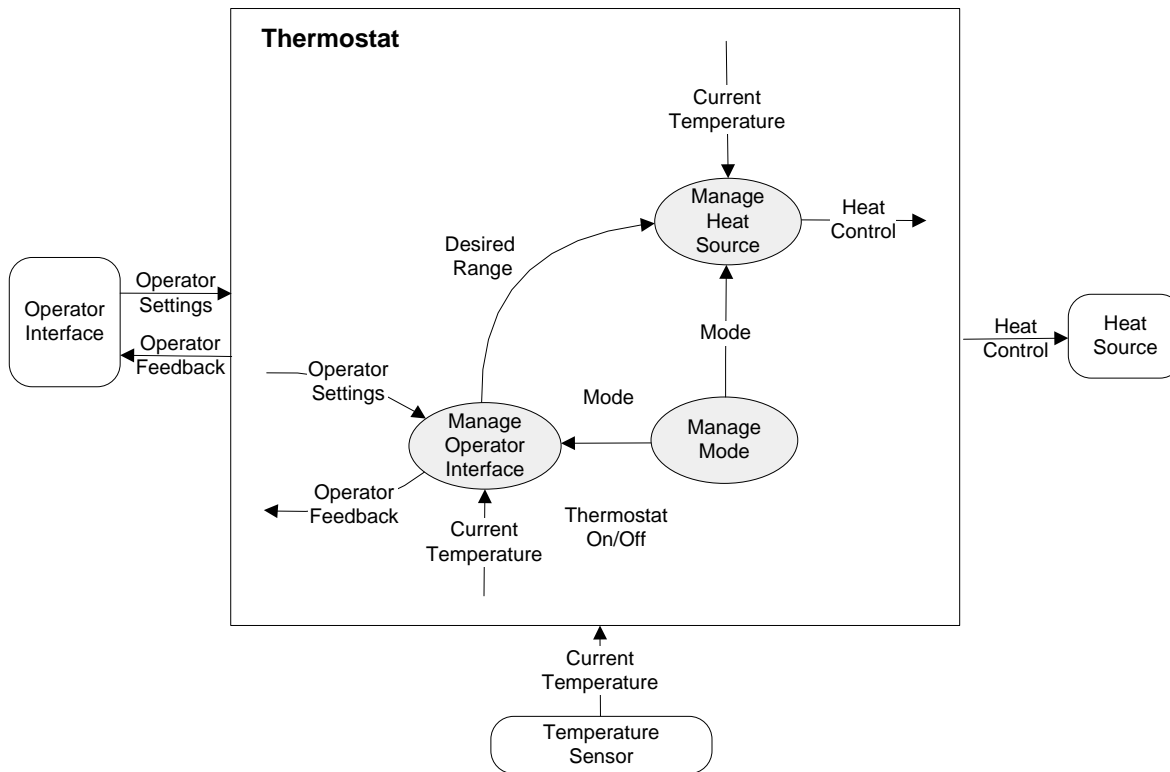 Thermostat
Current
Temperature
Manage
Heat
Source
Heat
Control
Desired
Range
Operator
Interface
Operator
Settings
Operator
Feedback
Mode
Heat
Control
Heat
Source
Operator
Settings
Mode
Manage
Operator
Interface
Manage
Mode
Operator
Feedback
Current
Temperature
Thermostat
On/Off
Current
Temperature
Temperature
Sensor